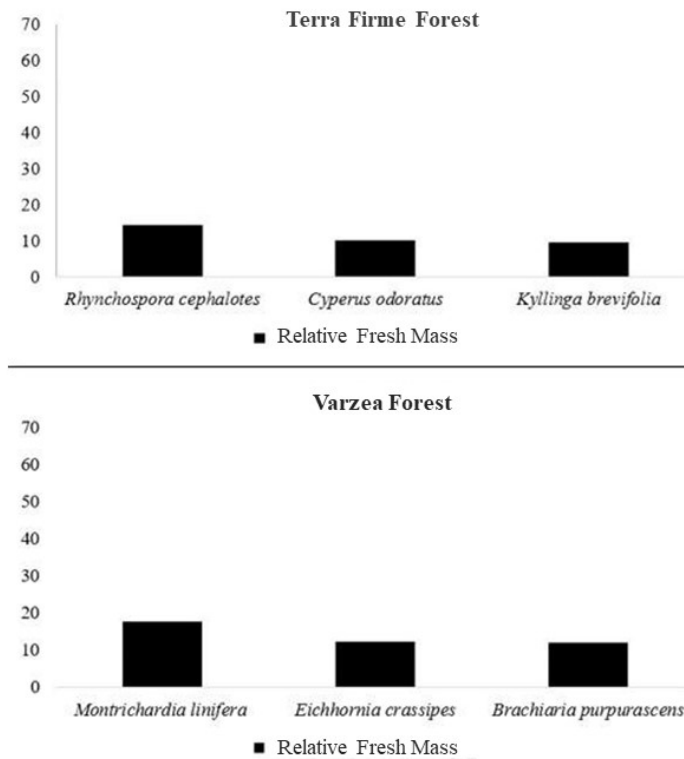 Terra Firme Forest
70
60
50
40
30
20
10
0
Rhynchospora cephalotes Cyperus odoratus Kyllinga brevifolia
Relative Fresh Mass
Varzea Forest
70
60
50
40
30
20
10
0
Montrichardia linifera Eichhornia crassipes Brachiaria purpurascens
Relative Fresh Mass